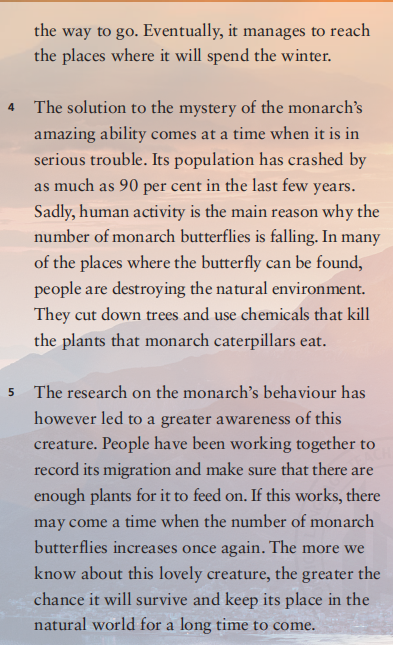 the way to go. Eventually, it manages to reach
the places where it will spend the winter.
4 The solution to the mystery of the monarch's
amazing ability comes at a time when it is in
serious trouble. Its population has crashed by
as much as 90 per cent in the last few years.
Sadly, human activity is the main reason why the
number of monarch butterflies is falling. In many
of the places where the butterfly can be found,
people are destroying the natural environment.
They cut down trees and use chemicals that kill
the plants that monarch caterpillars eat.
5 The research on the monarch's behaviour has
however led to a greater awareness of this
creature. People have been working together to
record its migration and make sure that there are
enough plants for it to feed on. If this works, there
may come a time when the number of monarch
butterflies increases once again. The more we
know about this lovely creature, the greater the
chance it will survive and keep its place in the
natural world for a long time to come.